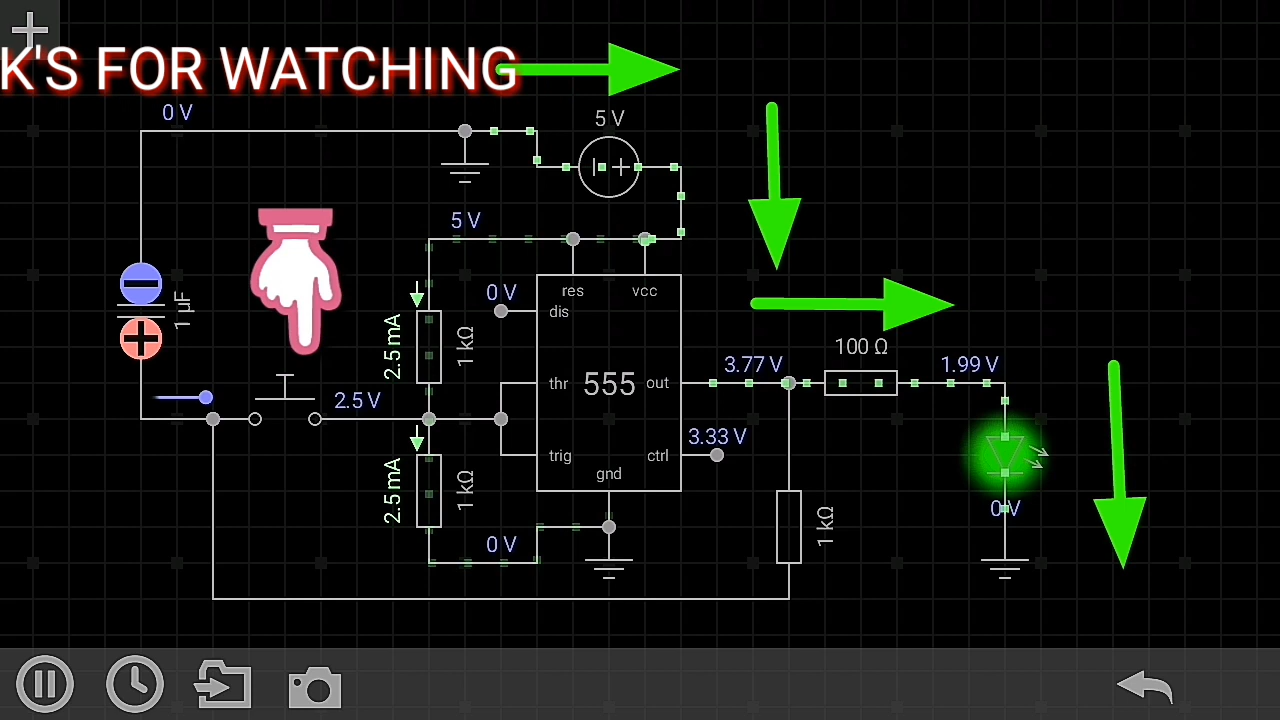 K'S FOR WATCHING
0 V
5 V
5 V
1 µF
0 V
res
vcc
dis
2.5 mA
1 kΩ
100 Ω
3.77 V
1.99 V
thr
555
out
2.5 V
3.33 V
trig
ctrl
gnd
2.5 mA
1 kΩ
0 V
1 kΩ
0 V